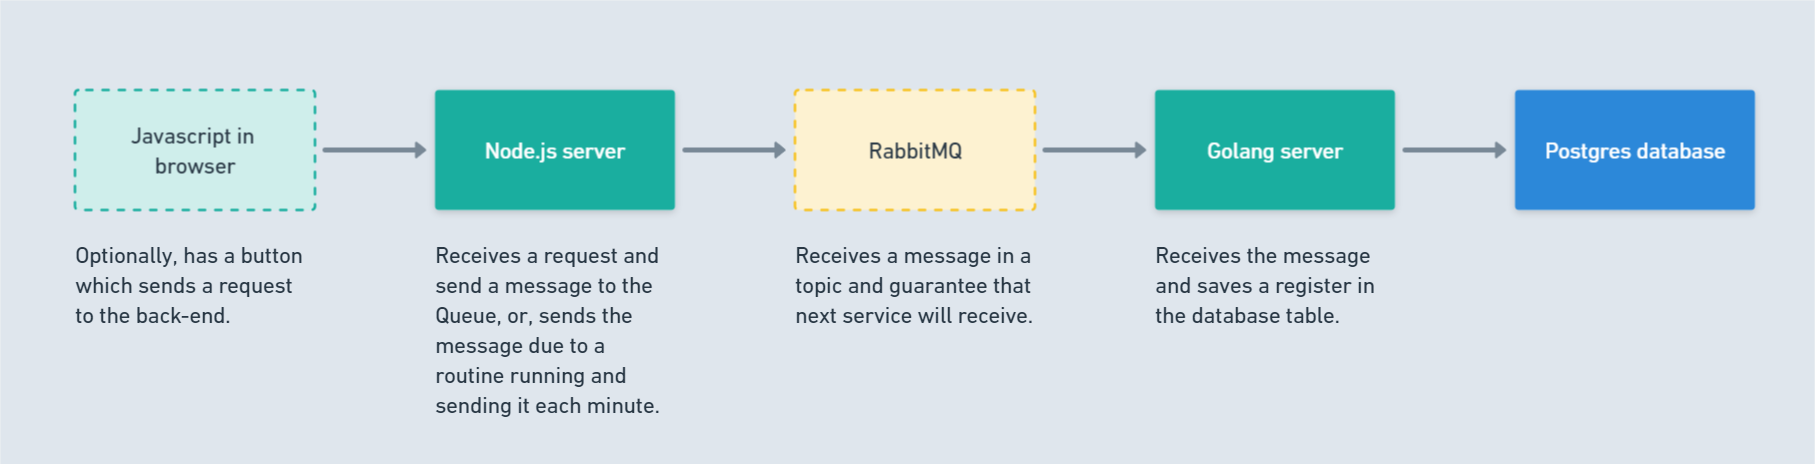 Javascript in
browser
Node.js server
RabbitMQ
Golang server
Postgres database
Optionally, has a button
which sends a request
to the back-end.
Receives a request and
send a message to the
Queue, or, sends the
message due to a
routine running and
sending it each minute.
Receives a message in a
topic and guarantee that
next service will receive.
Receives the message
and saves a register in
the database table.